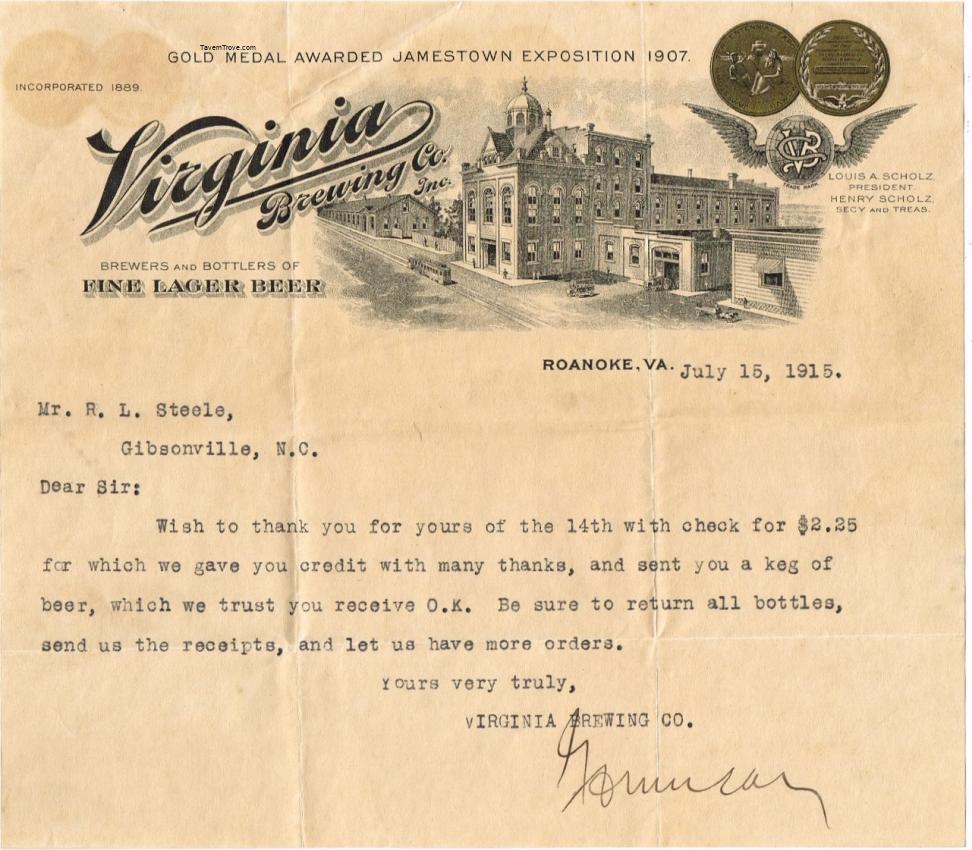 TavernTrove.com
GOLD MEDAL AWARDED JAMESTOWN EXPOSITION 1907.
INCORPORATED 1889.
Virginia
Brewing Co.
Inc.
TRADE MARK
LOUIS A. SCHOLZ,
PRESIDENT.
HENRY SCHOLZ,
SECY AND TREAS.
BREWERS AND BOTTLERS OF
FINE LAGER BEER
ROANOKE, VA. July 15, 1915.
Mr. R. L. Steele,
Gibsonville, N.C.
Dear Sir:
Wish to thank you for yours of the 14th with check for $2.25
for which we gave you credit with many thanks, and sent you a keg of
beer, which we trust you receive O.K. Be sure to return all bottles,
send us the receipts, and let us have more orders.
Yours very truly,
VIRGINIA BREWING CO.